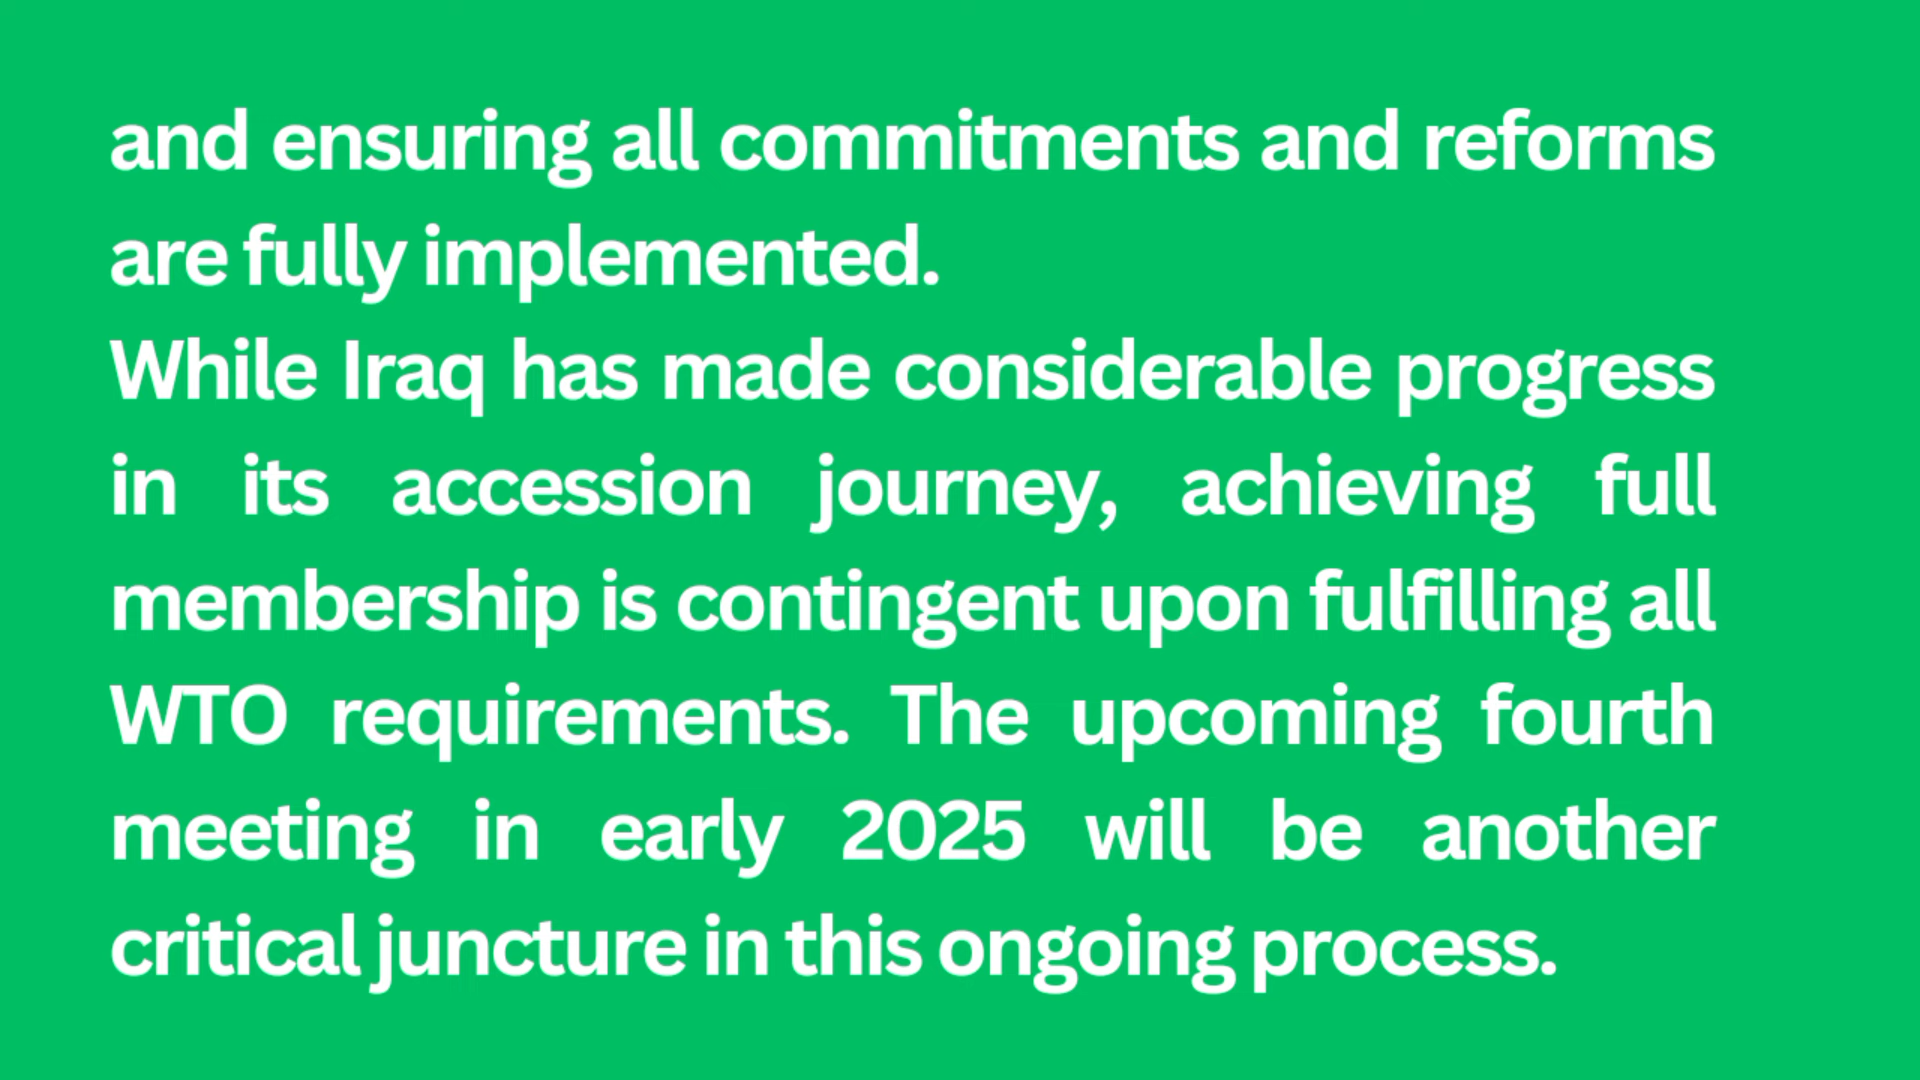 and ensuring all commitments and reforms
are fully implemented.
While Iraq has made considerable progress
in its accession journey, achieving full
membership is contingent upon fulfilling all
WTO requirements. The upcoming fourth
meeting in early 2025 will be another
critical juncture in this ongoing process.